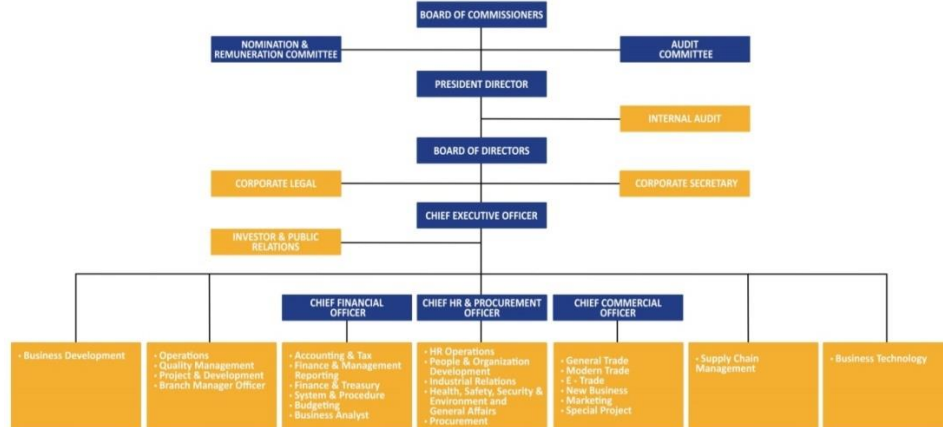 BOARD OF COMMISSIONERS
NOMINATION &
REMUNERATION COMMITTEE
AUDIT
COMMITTEE
PRESIDENT DIRECTOR
INTERNAL AUDIT
BOARD OF DIRECTORS
CORPORATE LEGAL
CORPORATE SECRETARY
CHIEF EXECUTIVE OFFICER
INVESTOR & PUBLIC
RELATIONS
CHIEF FINANCIAL
OFFICER
CHIEF HR & PROCUREMENT
OFFICER
CHIEF COMMERCIAL
OFFICER
- Business Development
- Operations
- Quality Management
- Project & Development
- Branch Manager Officer
- Accounting & Tax
- Finance & Management
Reporting
- Finance & Treasury
- System & Procedure
- Budgeting
- Business Analyst
- HR Operations
- People & Organization
Development
- Industrial Relations
- Health, Safety, Security &
Environment and
General Affairs
- Procurement
- General Trade
- Modern Trade
- E - Trade
- New Business
- Marketing
- Special Project
- Supply Chain
Management
- Business Technology